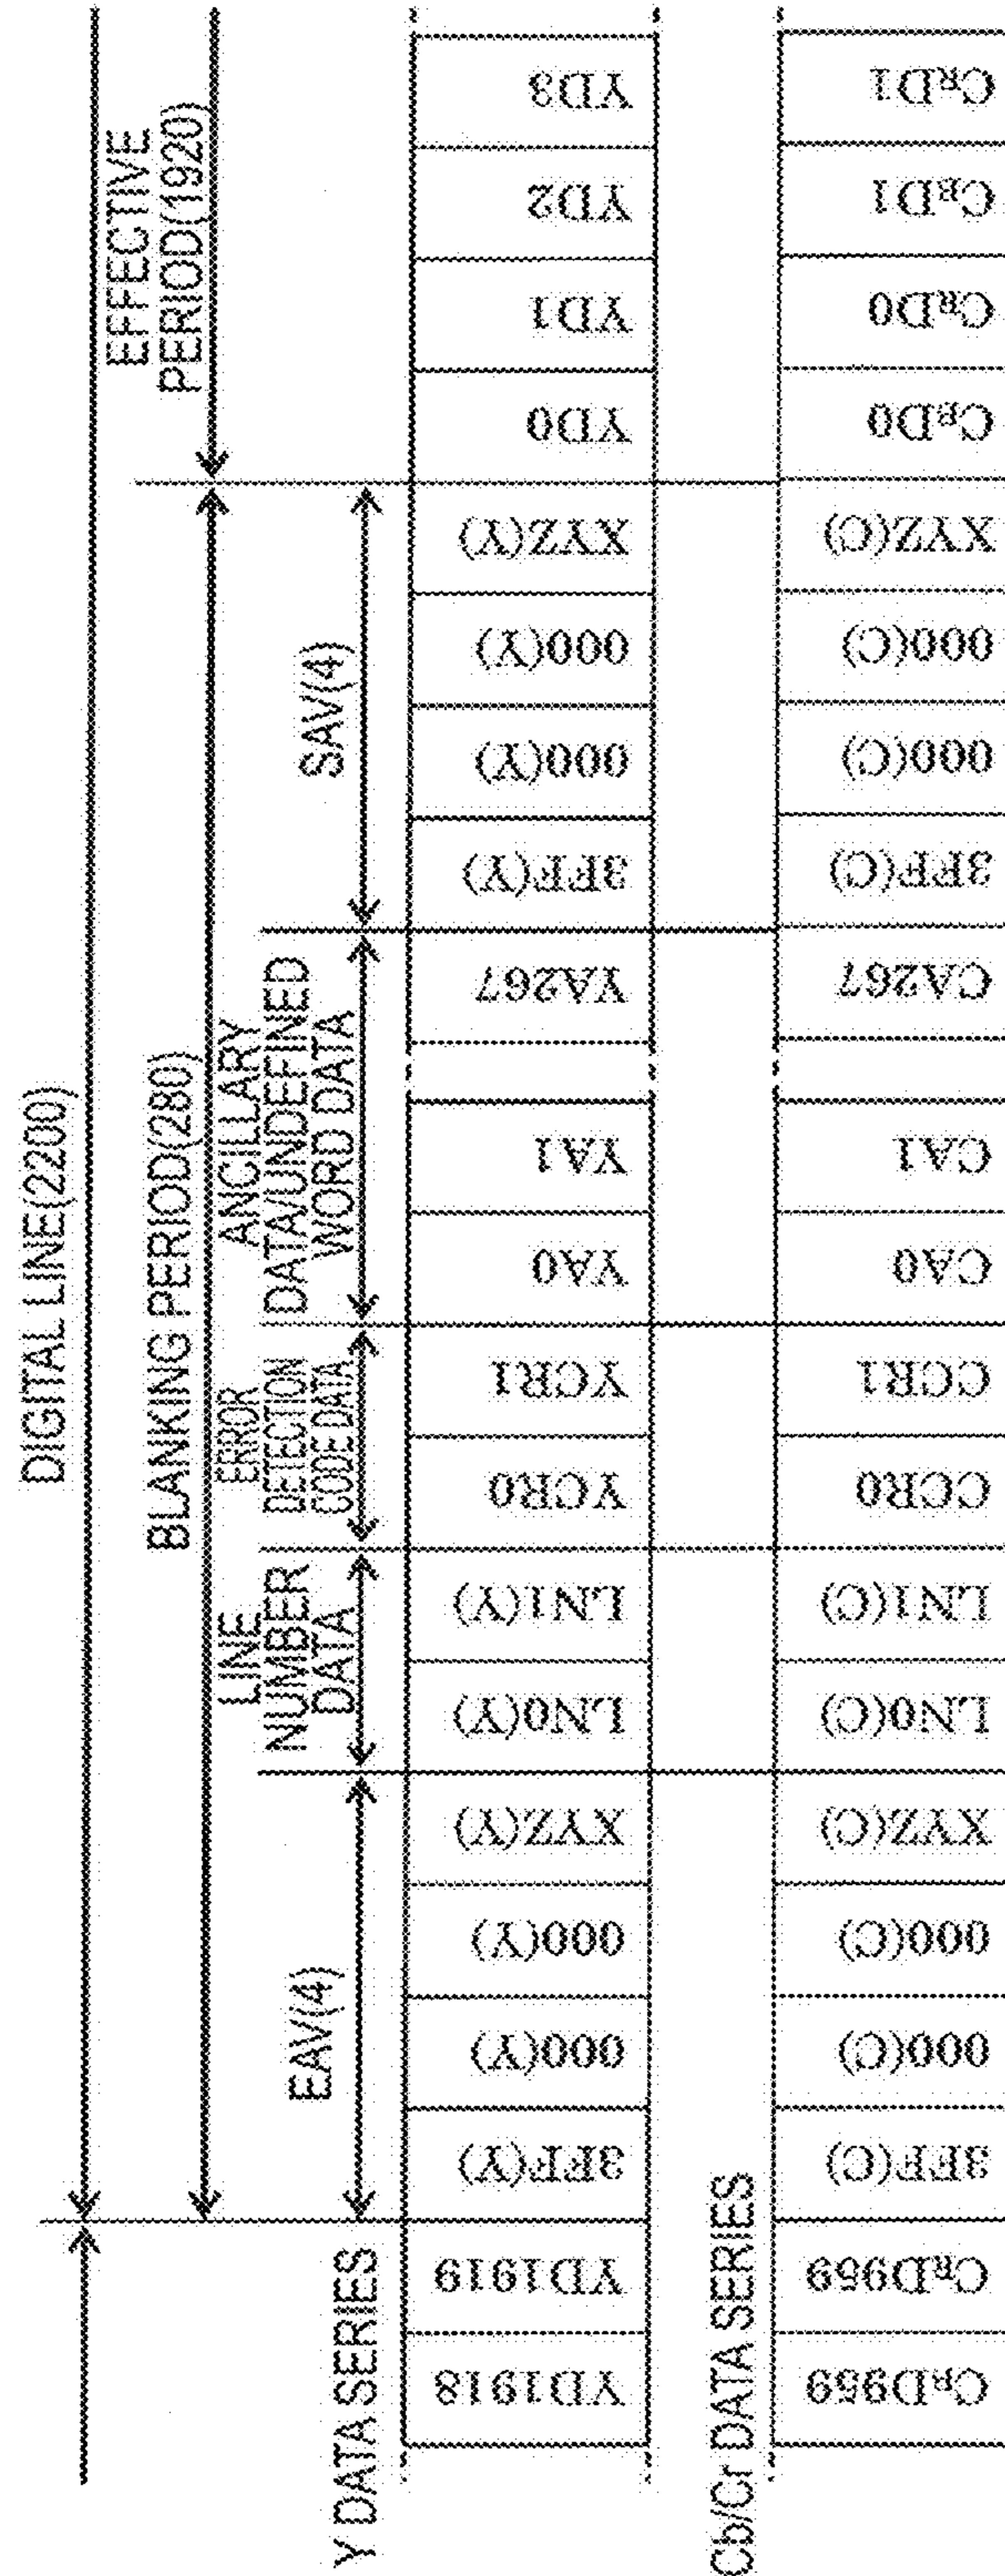 DIGITAL LINE(2200)
BLANKING PERIOD(280)
EFFECTIVE
PERIOD(1920)
EAV(4)
LINE
NUMBER
DATA
ERROR
DETECTION
CODE DATA
ANCILLARY
DATA/UNDEFINED
WORD DATA
SAV(4)
Y DATA SERIES
YD1918
YD1919
3FF(Y)
000(Y)
000(Y)
XYZ(Y)
LN0(Y)
LN1(Y)
YCR0
YCR1
YA0
YA1
YA267
3FF(Y)
000(Y)
000(Y)
XYZ(Y)
YD0
YD1
YD2
YD3
Cb/Cr DATA SERIES
CBD959
CRD959
3FF(C)
000(C)
000(C)
XYZ(C)
LN0(C)
LN1(C)
CCR0
CCR1
CA0
CA1
CA267
3FF(C)
000(C)
000(C)
XYZ(C)
CBD0
CRD0
CBD1
CRD1